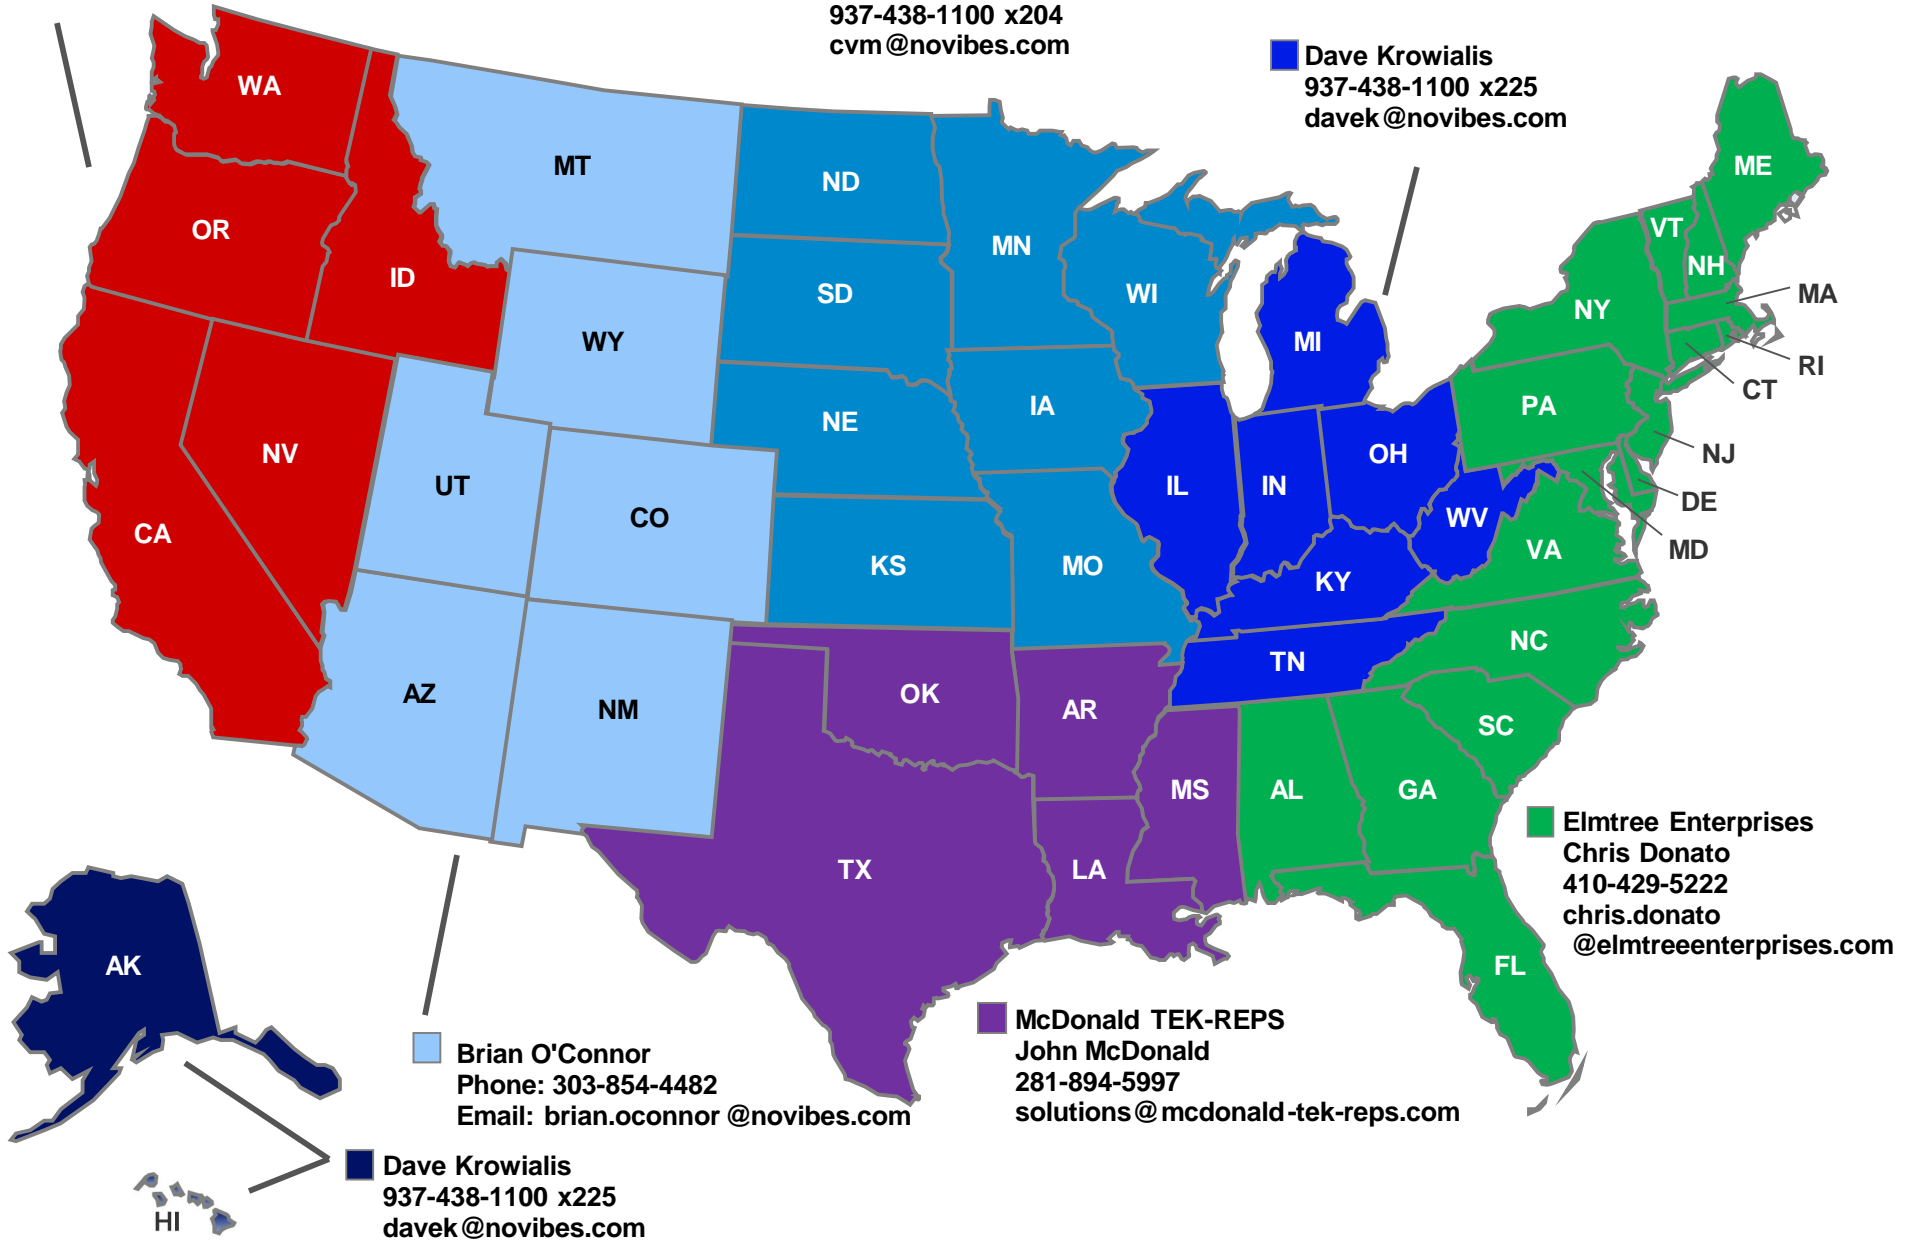 937-438-1100 x204
cvm@novibes.com
Dave Krowialis
937-438-1100 x225
davek@novibes.com
WA
MT
ND
MN
ME
OR
ID
SD
WI
VT
NH
MA
NY
WY
MI
RI
CT
NE
IA
PA
NV
UT
CO
IL
IN
OH
NJ
DE
CA
KS
MO
WV
VA
MD
KY
NC
TN
AZ
NM
OK
AR
SC
MS
AL
GA
TX
LA
Elmtree Enterprises
Chris Donato
410-429-5222
chris.donato
@elmtreeenterprises.com
AK
FL
McDonald TEK-REPS
John McDonald
281-894-5997
solutions@mcdonald-tek-reps.com
Brian O'Connor
Phone: 303-854-4482
Email: brian.oconnor@novibes.com
Dave Krowialis
937-438-1100 x225
davek@novibes.com
HI